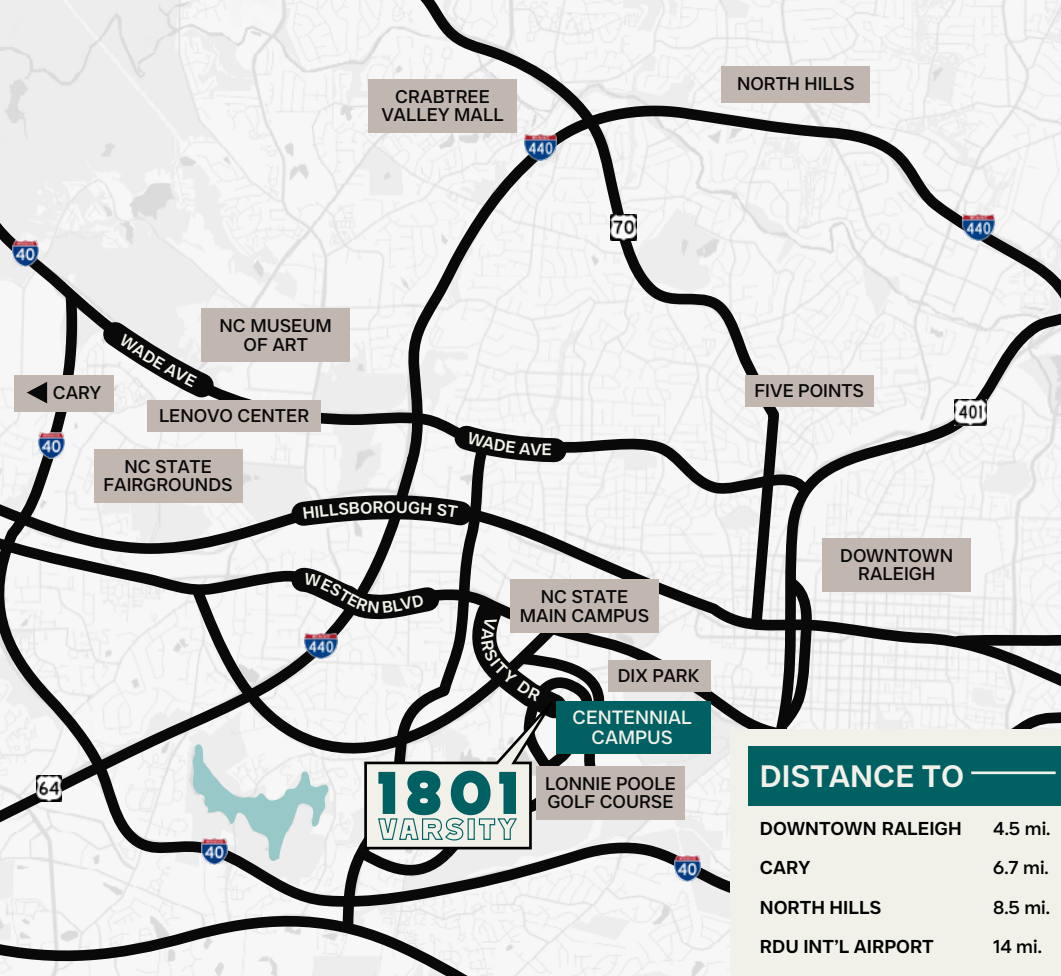 NORTH HILLS
CRABTREE
VALLEY MALL
440
70
440
40
NC MUSEUM
OF ART
WADE AVE
CARY
FIVE POINTS
LENOVO CENTER
401
40
WADE AVE
NC STATE
FAIRGROUNDS
HILLSBOROUGH ST
DOWNTOWN
RALEIGH
WESTERN BLVD
NC STATE
MAIN CAMPUS
440
VARSITY DR
DIX PARK
CENTENNIAL
CAMPUS
64
1801
VARSITY
LONNIE POOLE
GOLF COURSE
40
40
DISTANCE TO
DOWNTOWN RALEIGH 4.5 mi.
CARY 6.7 mi.
NORTH HILLS 8.5 mi.
RDU INT'L AIRPORT 14 mi.